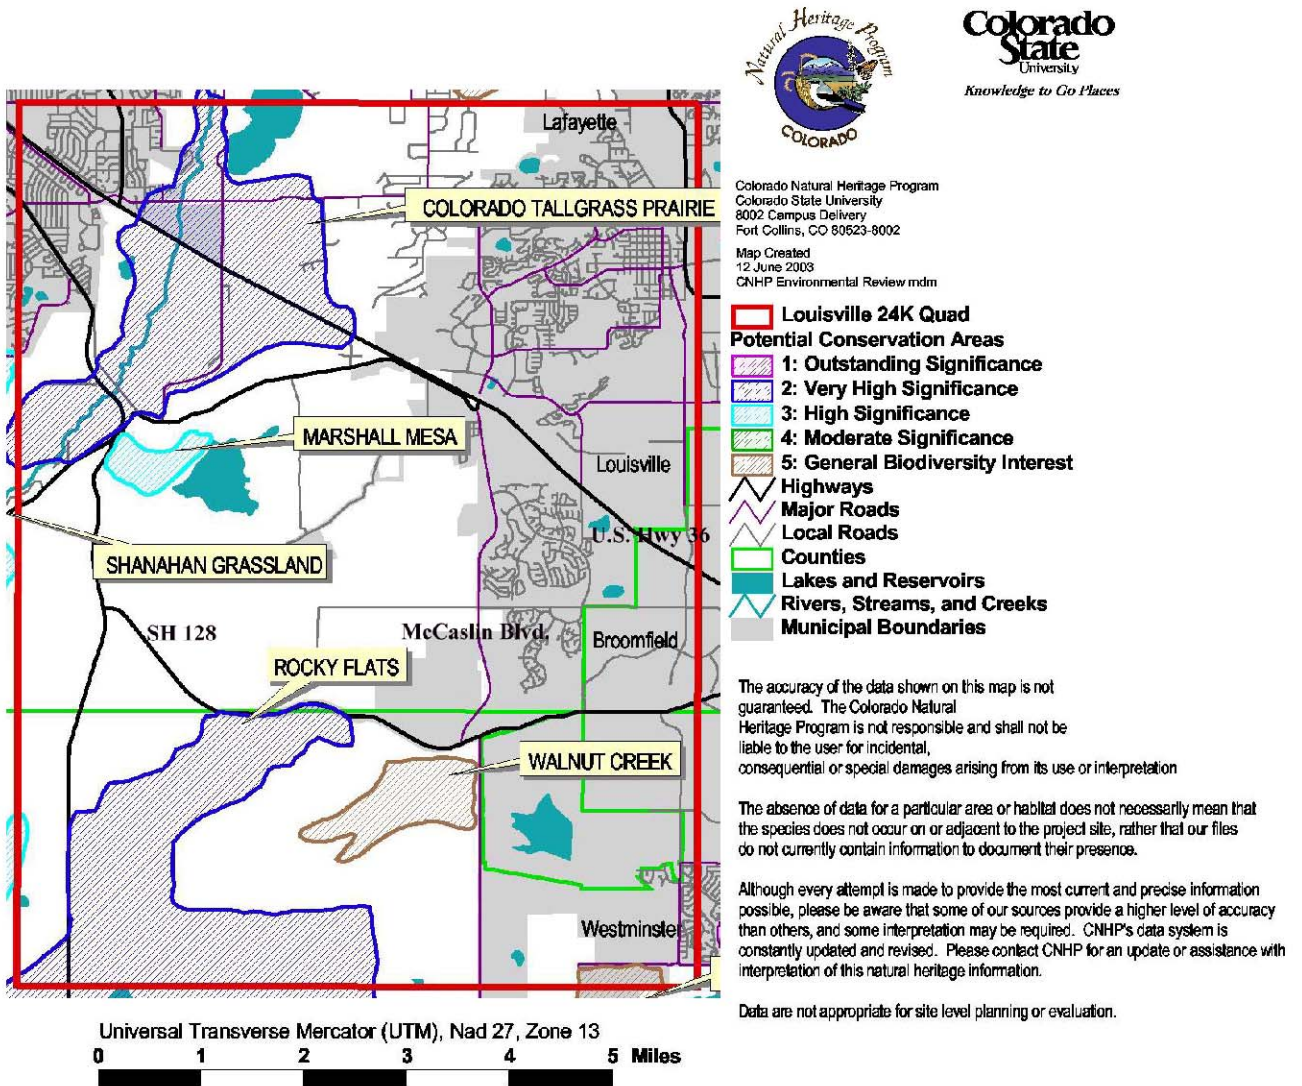 Natural Heritage Program
COLORADO
Colorado
State
University
Knowledge to Go Places
Lafayette
COLORADO TALLGRASS PRAIRIE
MARSHALL MESA
Louisville
U.S. Hwy 36
SHANAHAN GRASSLAND
SH 128
McCaslin Blvd.
Broomfield
ROCKY FLATS
WALNUT CREEK
Westminster
Colorado Natural Heritage Program
Colorado State University
8002 Campus Delivery
Fort Collins, CO 80523-8002
Map Created
12 June 2003
CNHP Environmental Review mdm
Louisville 24K Quad
Potential Conservation Areas
1: Outstanding Significance
2: Very High Significance
3: High Significance
4: Moderate Significance
5: General Biodiversity Interest
Highways
Major Roads
Local Roads
Counties
Lakes and Reservoirs
Rivers, Streams, and Creeks
Municipal Boundaries
The accuracy of the data shown on this map is not
guaranteed. The Colorado Natural
Heritage Program is not responsible and shall not be
liable to the user for incidental,
consequential or special damages arising from its use or interpretation
The absence of data for a particular area or habitat does not necessarily mean that
the species does not occur on or adjacent to the project site, rather that our files
do not currently contain information to document their presence.
Although every attempt is made to provide the most current and precise information
possible, please be aware that some of our sources provide a higher level of accuracy
than others, and some interpretation may be required. CNHP's data system is
constantly updated and revised. Please contact CNHP for an update or assistance with
interpretation of this natural heritage information.
Data are not appropriate for site level planning or evaluation.
Universal Transverse Mercator (UTM), Nad 27, Zone 13
0 1 2 3 4 5 Miles